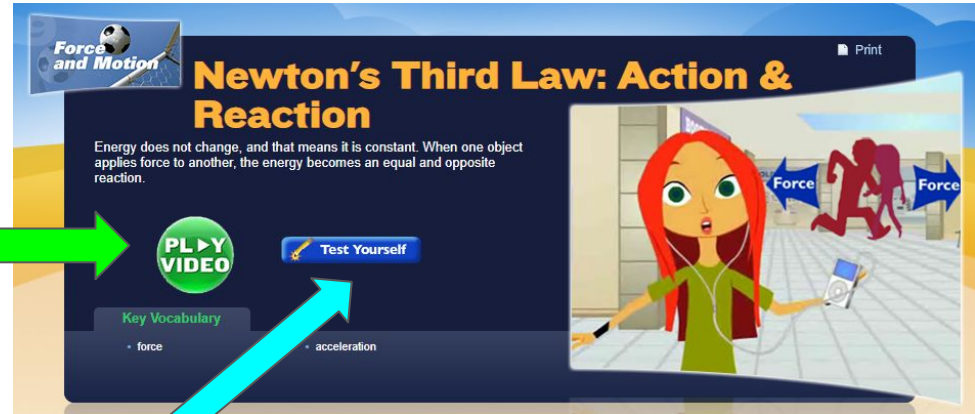 Force
and Motion
Print
Newton's Third Law: Action &
Reaction
Energy does not change, and that means it is constant. When one object
applies force to another, the energy becomes an equal and opposite
reaction.
Force
Force
PLAY
VIDEO
Test Yourself
Key Vocabulary
• force
• acceleration